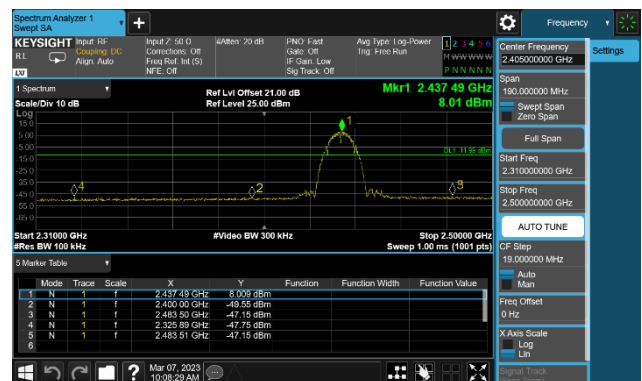 Spectrum Analyzer 1
Swept SA
Frequency
KEYSIGHT
Input: RF
Input Z: 50 Ω
#Atten: 20 dB
PNO: Fast
Avg Type: Log-Power
1 2 3 4 5 6
RL
Coupling: DC
Corrections: Off
Gate: Off
Trig: Free Run
M W W W W W
Align: Auto
Freq Ref: Int (S)
IF Gain: Low
NFE: Off
Sig Track: Off
P N N N N N
Center Frequency
2.405000000 GHz
Settings
Span
190.000000 MHz
Swept Span
Zero Span
Full Span
Start Freq
2.310000000 GHz
Stop Freq
2.500000000 GHz
AUTO TUNE
CF Step
19.000000 MHz
Auto
Man
Freq Offset
0 Hz
X Axis Scale
Log
Lin
Signal Track
1 Spectrum
Ref Lvl Offset 21.00 dB
Mkr1 2.437 49 GHz
Scale/Div 10 dB
Ref Level 25.00 dBm
8.01 dBm
Log
15.0
5.00
-5.00
-15.0
-25.0
-35.0
-45.0
-55.0
-65.0
1
DL1 -11.99 dBm
4
2
Start 2.31000 GHz
#Video BW 300 kHz
Stop 2.50000 GHz
#Res BW 100 kHz
Sweep 1.00 ms (1001 pts)
5 Marker Table
Mode Trace Scale X Y Function Function Width Function Value
1 N 1 f 2.437 49 GHz 8.009 dBm
2 N 1 f 2.400 00 GHz -49.55 dBm
3 N 1 f 2.483 50 GHz -47.15 dBm
4 N 1 f 2.325 89 GHz -47.75 dBm
5 N 1 f 2.483 51 GHz -47.15 dBm
6
Mar 07, 2023
10:08:29 AM